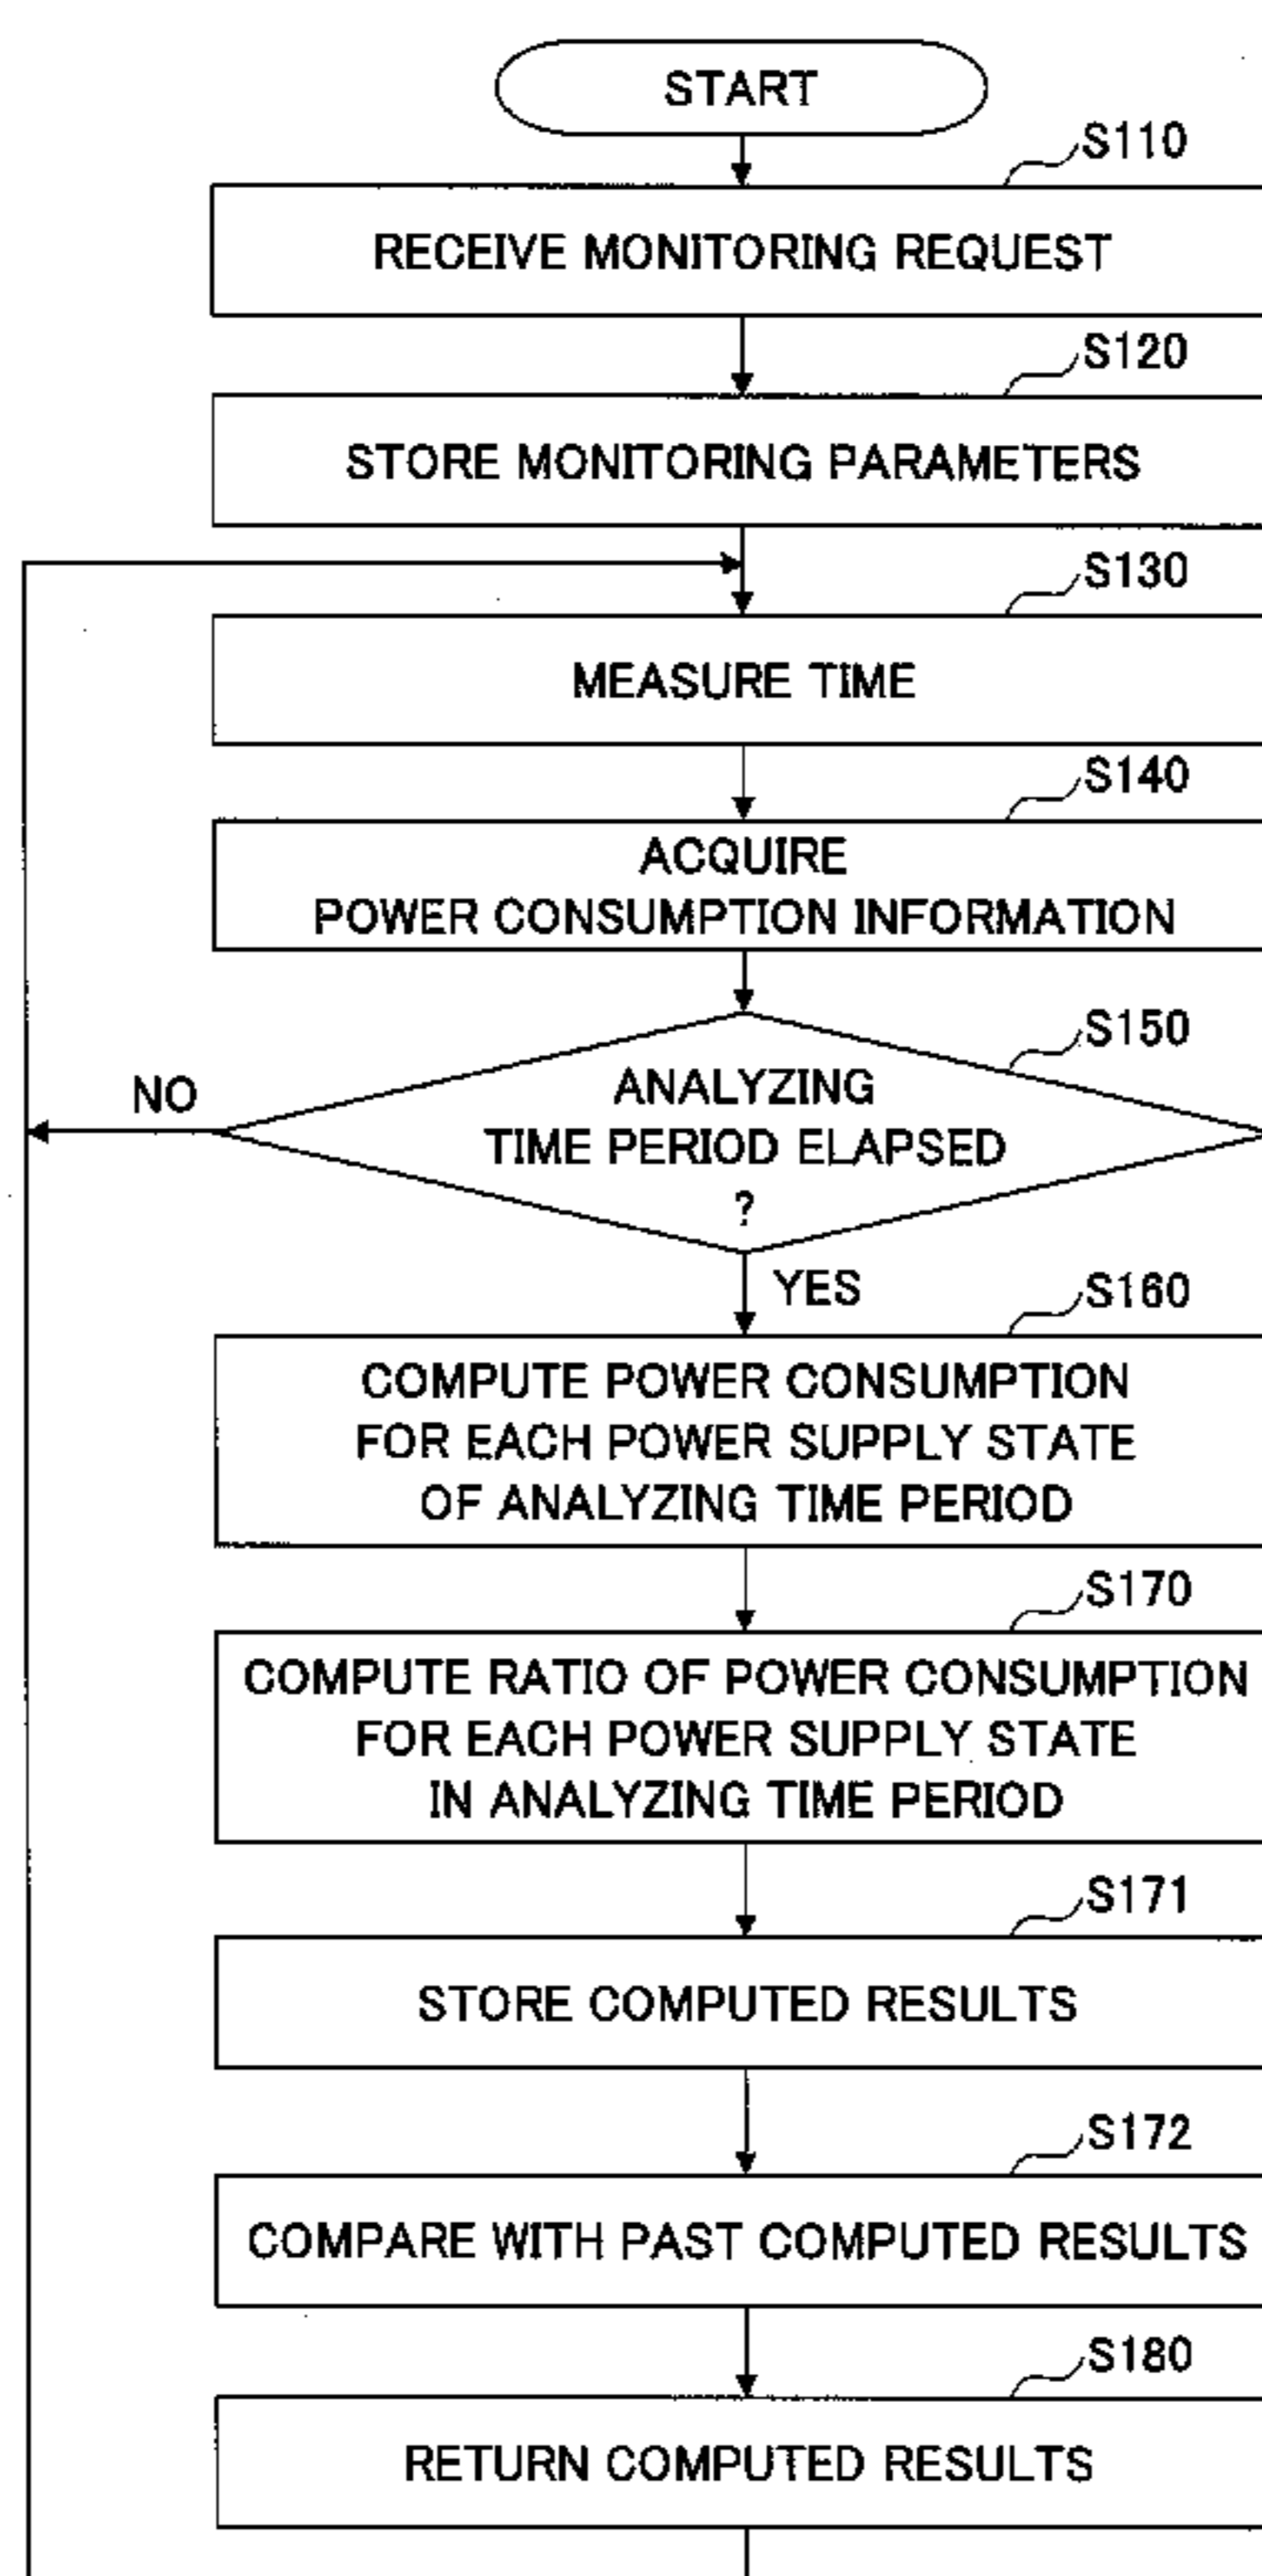 START
S110
RECEIVE MONITORING REQUEST
S120
STORE MONITORING PARAMETERS
S130
MEASURE TIME
S140
ACQUIRE
POWER CONSUMPTION INFORMATION
S150
ANALYZING
TIME PERIOD ELAPSED
?
NO
YES
S160
COMPUTE POWER CONSUMPTION
FOR EACH POWER SUPPLY STATE
OF ANALYZING TIME PERIOD
S170
COMPUTE RATIO OF POWER CONSUMPTION
FOR EACH POWER SUPPLY STATE
IN ANALYZING TIME PERIOD
S171
STORE COMPUTED RESULTS
S172
COMPARE WITH PAST COMPUTED RESULTS
S180
RETURN COMPUTED RESULTS